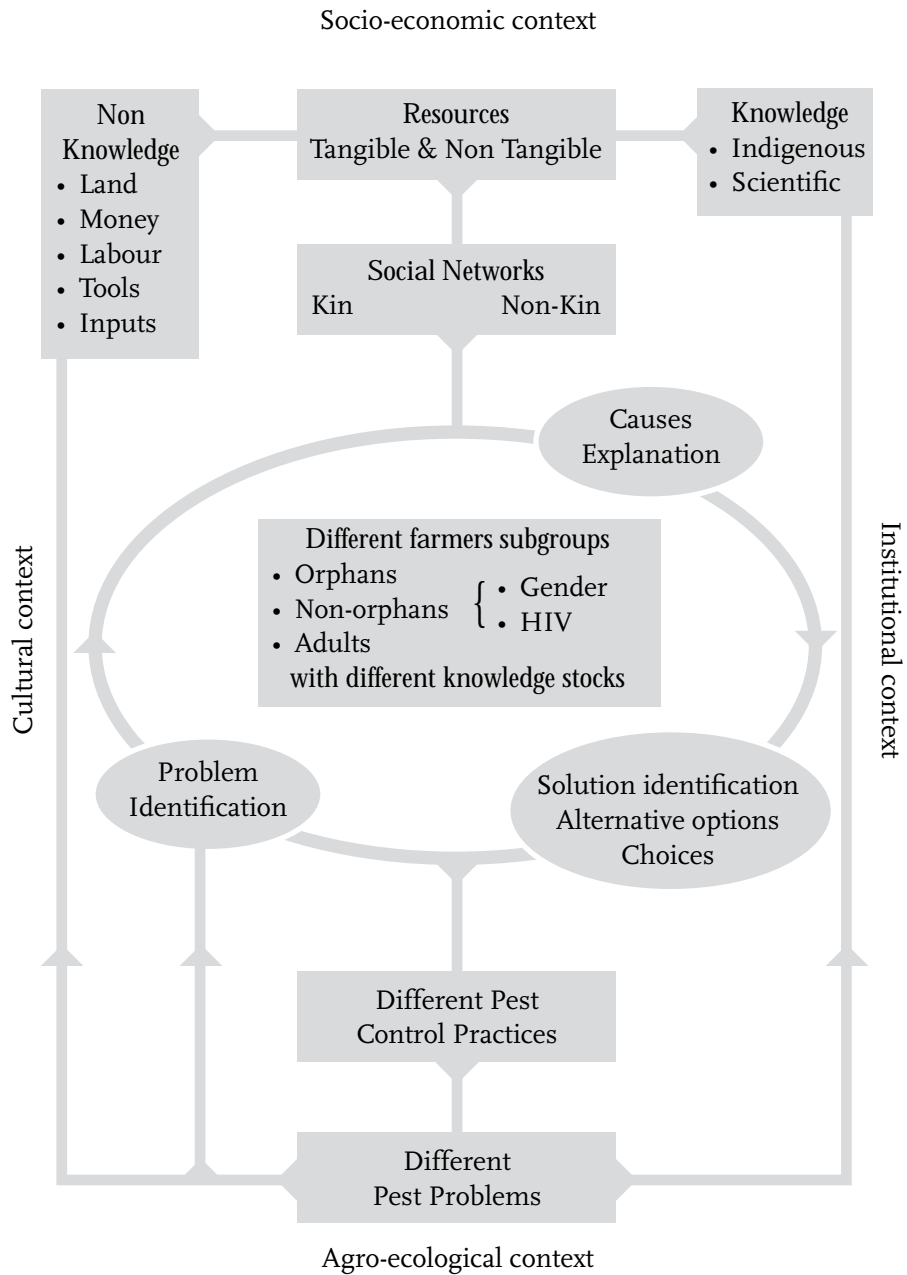 Socio-economic context
Non
Knowledge
• Land
• Money
• Labour
• Tools
• Inputs
Resources
Tangible & Non Tangible
Knowledge
• Indigenous
• Scientific
Social Networks
Kin Non-Kin
Causes
Explanation
Cultural context
Different farmers subgroups
• Orphans
• Non-orphans
• Adults
{ • Gender
• HIV
with different knowledge stocks
Institutional context
Problem
Identification
Solution identification
Alternative options
Choices
Different Pest
Control Practices
Different
Pest Problems
Agro-ecological context